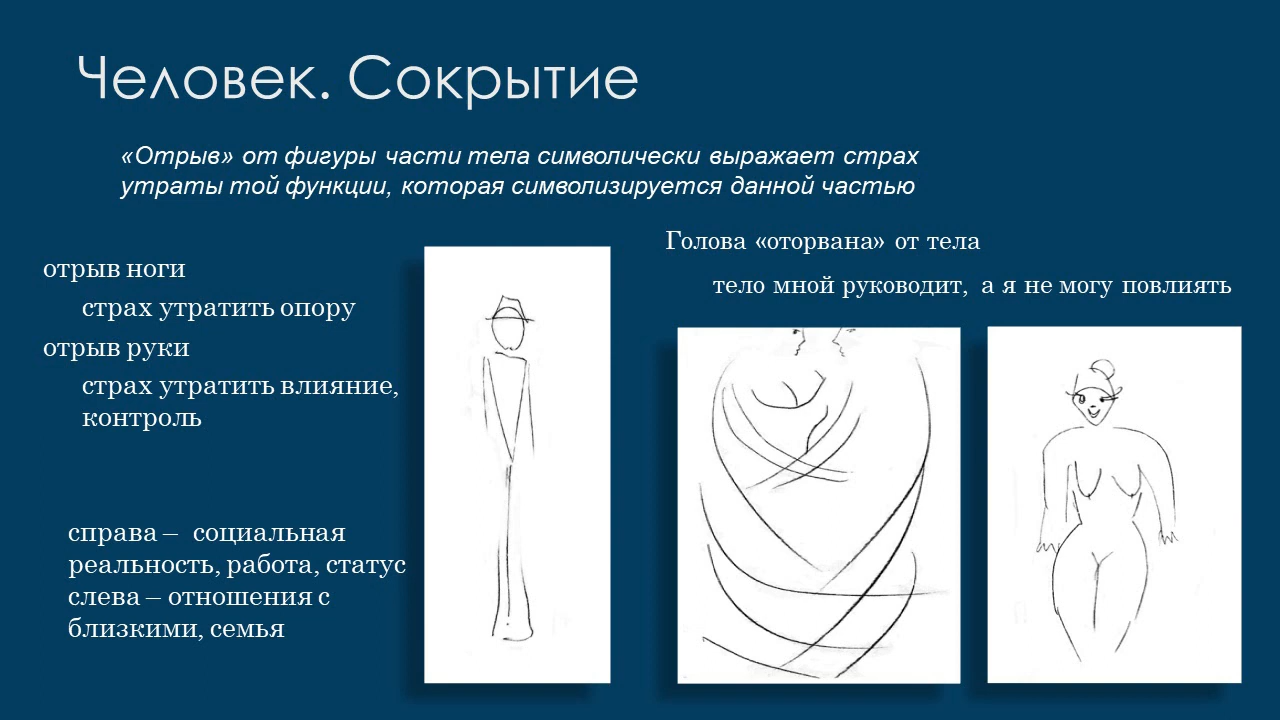 Человек. Сокрытие
«Отрыв» от фигуры части тела символически выражает страх
утраты той функции, которая символизируется данной частью
отрыв ноги
страх утратить опору
отрыв руки
страх утратить влияние,
контроль
справа – социальная
реальность, работа, статус
слева – отношения с
близкими, семья
Голова «оторвана» от тела
тело мной руководит, а я не могу повлиять